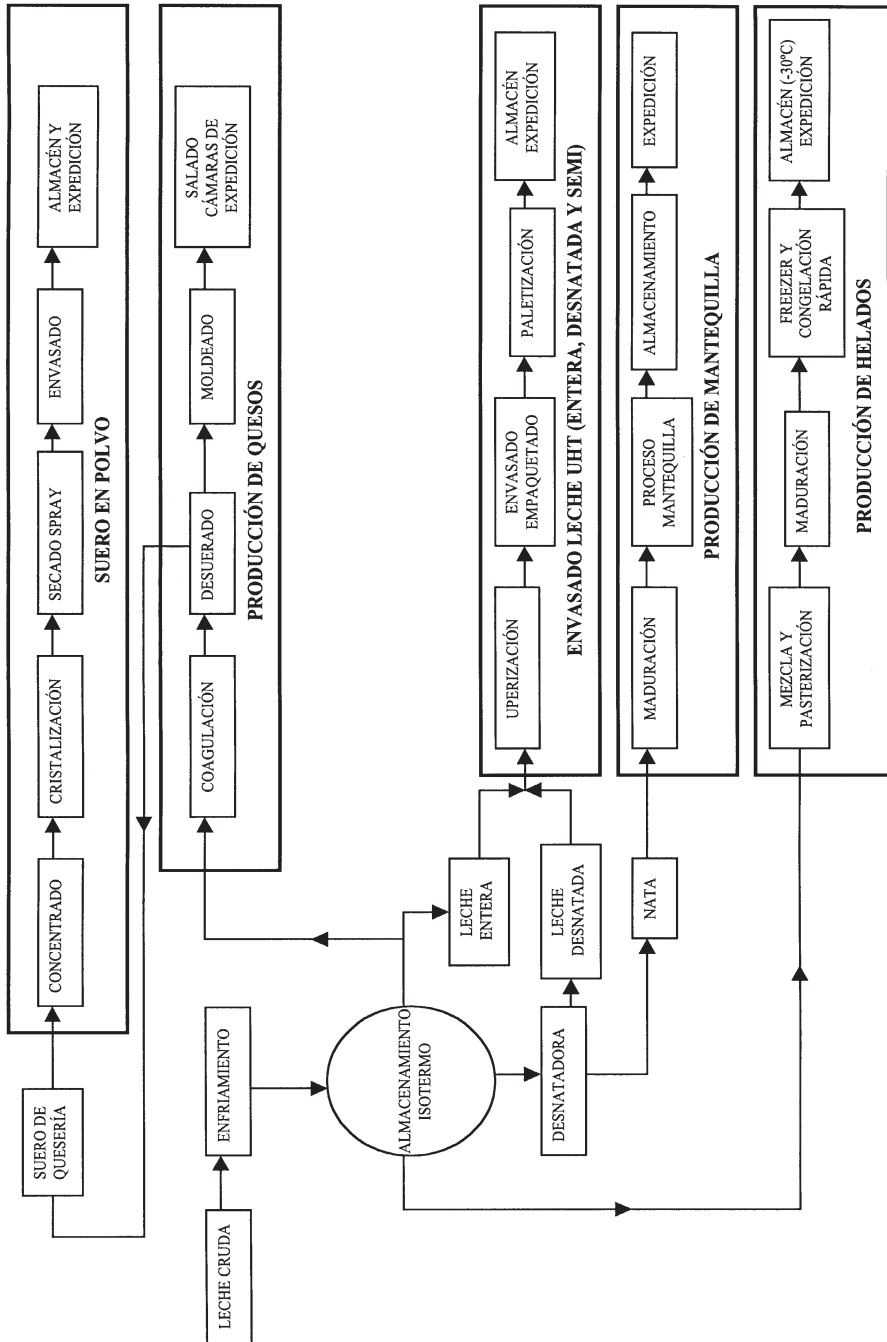 SUERO DE
QUESERÍA
CONCENTRADO
CRISTALIZACIÓN
SECADO SPRAY
ENVASADO
ALMACÉN Y
EXPEDICIÓN
SUERO EN POLVO
COAGULACIÓN
DESUERADO
MOLDEADO
SALADO
CÁMARAS DE
EXPEDICIÓN
PRODUCCIÓN DE QUESOS
LECHE CRUDA
ENFRIAMIENTO
ALMACENAMIENTO
ISOTERMO
LECHE
ENTERA
DESNATADORA
LECHE
DESNATADA
NATA
UPERIZACIÓN
ENVASADO
EMPAQUETADO
PALETIZACIÓN
ALMACÉN
EXPEDICIÓN
ENVASADO LECHE UHT (ENTERA, DESNATADA Y SEMI)
MADURACIÓN
PROCESO
MANTEQUILLA
ALMACENAMIENTO
EXPEDICIÓN
PRODUCCIÓN DE MANTEQUILLA
MEZCLA Y
PASTERIZACIÓN
MADURACIÓN
FREEZER Y
CONGELACIÓN
RÁPIDA
ALMACÉN (-30ºC)
EXPEDICIÓN
PRODUCCIÓN DE HELADOS